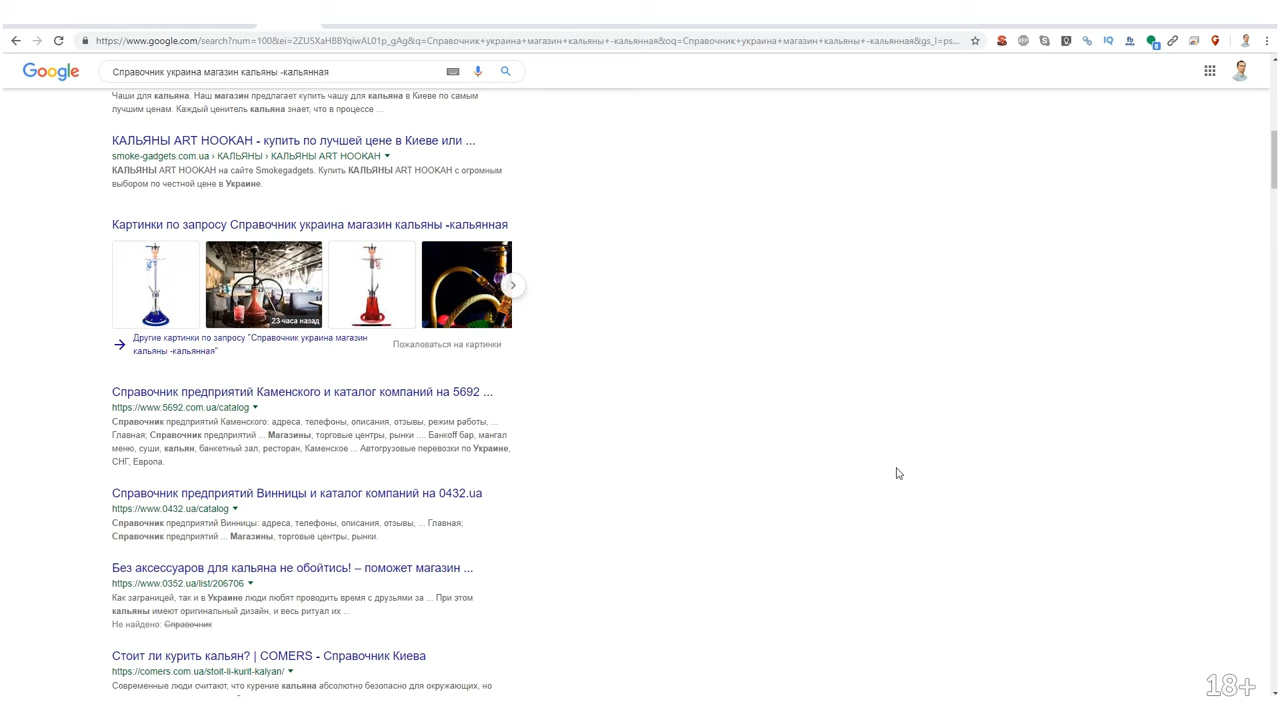 https://www.google.com/search?num=100&ei=2ZU5XaHBBYqiwAL01p_gAg&q=Справочник+украина+магазин+кальяны+-кальянная&oq=Справочник+украина+магазин+кальяны+-кальянная&gs_l=ps...
Google
Справочник украина магазин кальяны -кальянная
Чаши для кальяна. Наш магазин предлагает купить чашу для кальяна в Киеве по самым
лучшим ценам. Каждый ценитель кальяна знает, что в процессе ...
КАЛЬЯНЫ ART HOOKAH - купить по лучшей цене в Киеве или ...
smoke-gadgets.com.ua › КАЛЬЯНЫ › КАЛЬЯНЫ ART HOOKAH
КАЛЬЯНЫ ART HOOKAH на сайте Smokegadgets. Купить КАЛЬЯНЫ ART HOOKAH с огромным
выбором по честной цене в Украине.
Картинки по запросу Справочник украина магазин кальяны -кальянная
23 часа назад
Другие картинки по запросу "Справочник украина магазин
кальяны -кальянная"
Пожаловаться на картинки
Справочник предприятий Каменского и каталог компаний на 5692 ...
https://www.5692.com.ua/catalog
Справочник предприятий Каменского: адреса, телефоны, описания, отзывы, режим работы, ...
Главная; Справочник предприятий ... Магазины, торговые центры, рынки .... Банкoff бар, мангал
меню, суши, кальян, банкетный зал, ресторан, Каменское ... Автогрузовые перевозки по Украине,
СНГ, Европа.
Справочник предприятий Винницы и каталог компаний на 0432.ua
https://www.0432.ua/catalog
Справочник предприятий Винницы: адреса, телефоны, описания, отзывы, ... Главная;
Справочник предприятий ... Магазины, торговые центры, рынки.
Без аксессуаров для кальяна не обойтись! – поможет магазин ...
https://www.0352.ua/list/206706
Как заграницей, так и в Украине люди любят проводить время с друзьями за ... При этом
кальяны имеют оригинальный дизайн, и весь ритуал их ...
Не найдено: Справочник
Стоит ли курить кальян? | COMERS - Справочник Киева
https://comers.com.ua/stoit-li-kurit-kalyan/
Современные люди считают, что курение кальяна абсолютно безопасно для окружающих, но
18+